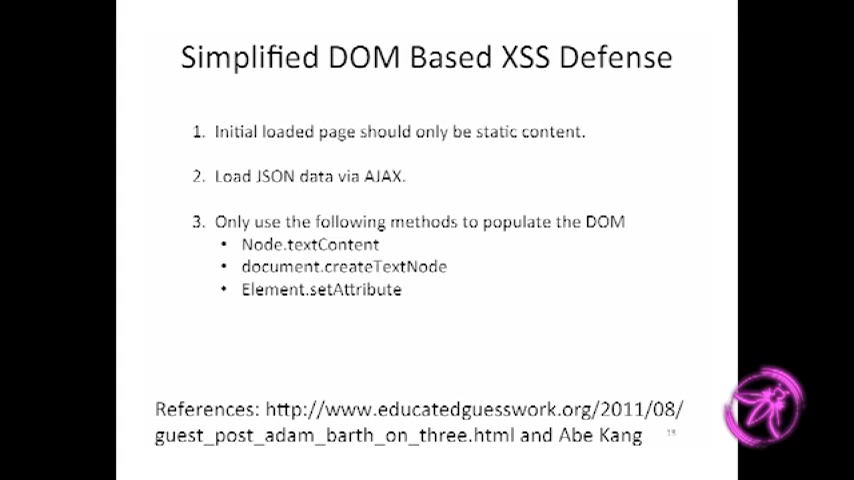 Simplified DOM Based XSS Defense
1. Initial loaded page should only be static content.
2. Load JSON data via AJAX.
3. Only use the following methods to populate the DOM
• Node.textContent
• document.createTextNode
• Element.setAttribute
References: http://www.educatedguesswork.org/2011/08/
guest_post_adam_barth_on_three.html and Abe Kang